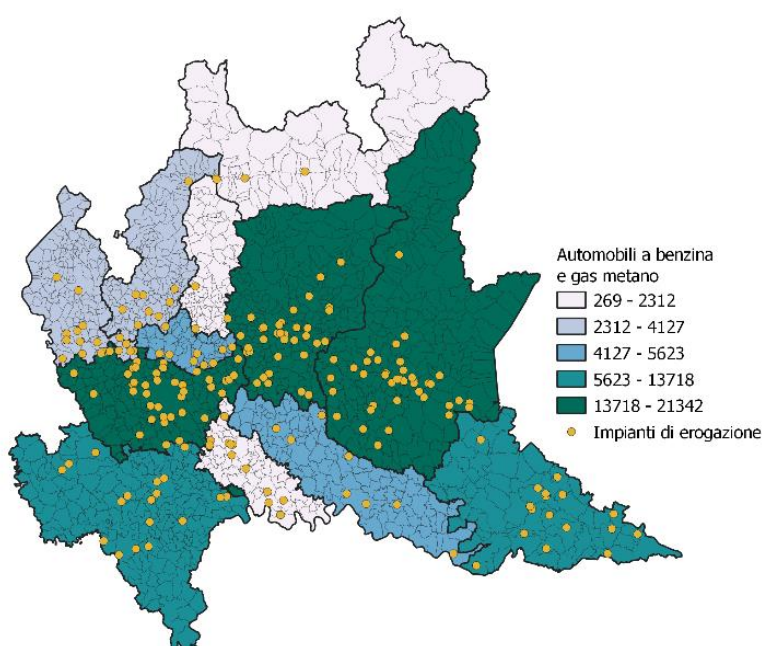 Automobili a benzina
e gas metano
269 - 2312
2312 - 4127
4127 - 5623
5623 - 13718
13718 - 21342
Impianti di erogazione